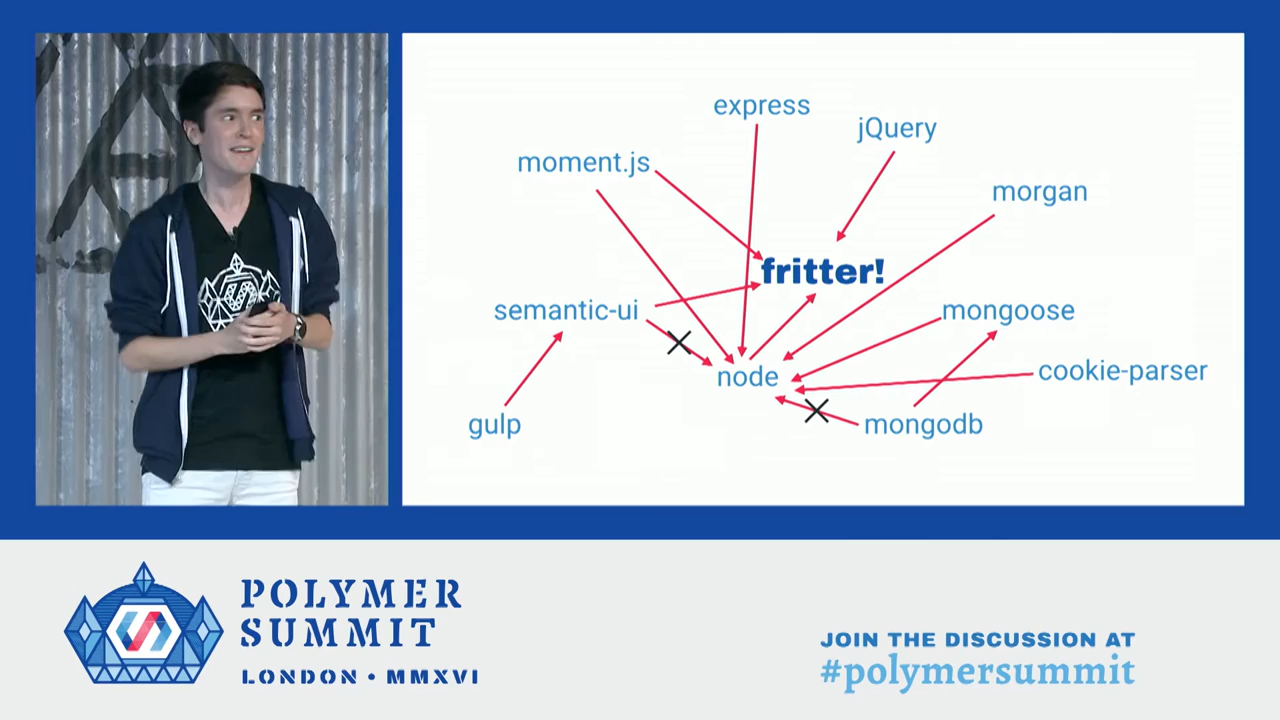 express
jQuery
moment.js
morgan
fritter!
semantic-ui
mongoose
node
cookie-parser
gulp
mongodb
POLYMER
SUMMIT
LONDON • MMXVI
JOIN THE DISCUSSION AT
#polymersummit